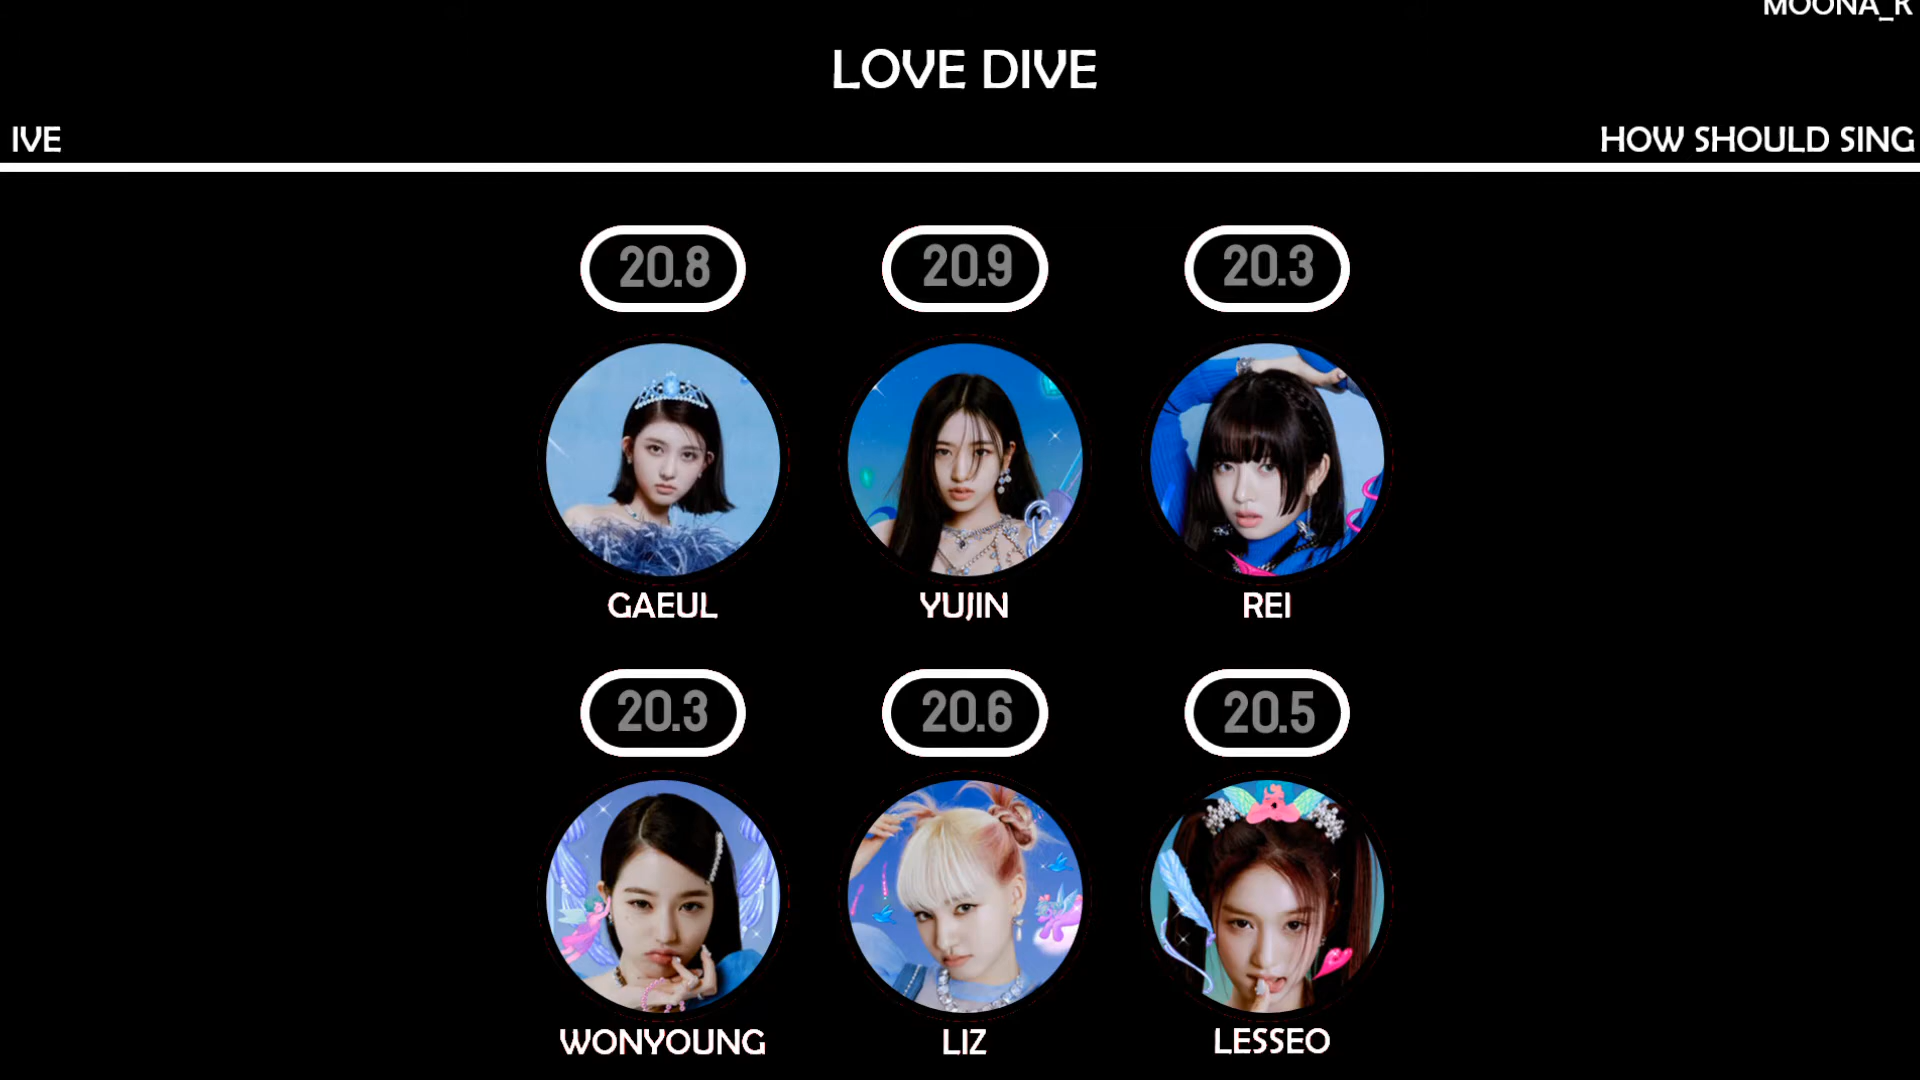 MOONA_R
LOVE DIVE
IVE
HOW SHOULD SING
20.8
20.9
20.3
GAEUL
YUJIN
REI
20.3
20.6
20.5
WONYOUNG
LIZ
LESSEO